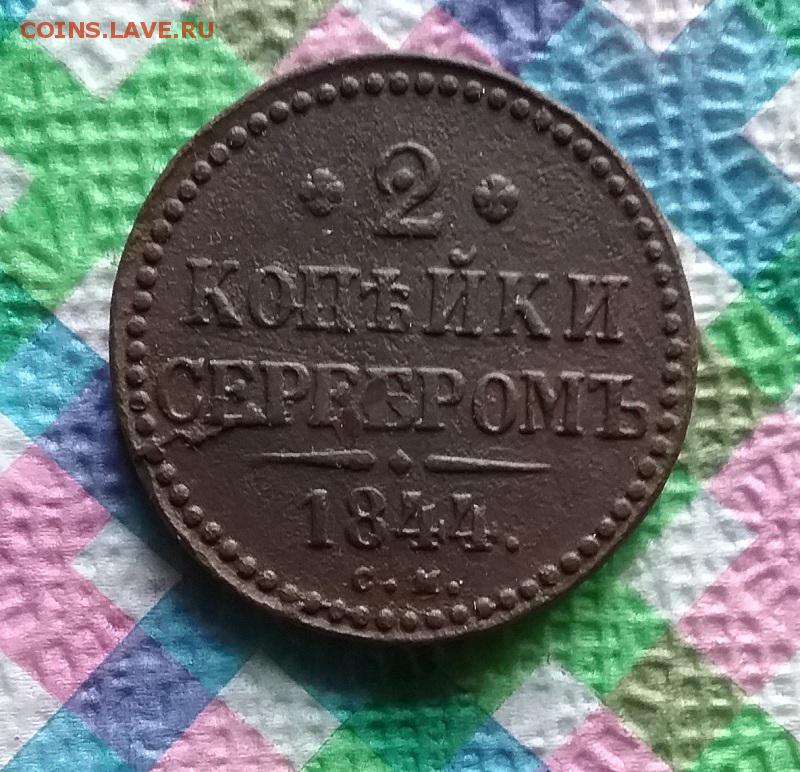 COINS.LAVE.RU
2
КОПѢЙКИ
СЕРЕБРОМЪ
1844.
С.М.